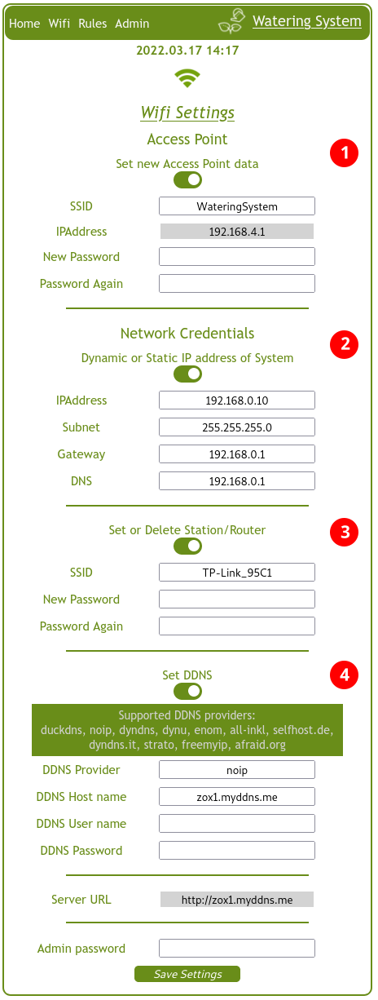 Home Wifi Rules Admin Watering System
2022.03.17 14:17
Wifi Settings
Access Point
1
Set new Access Point data
SSID WateringSystem
IPAddress 192.168.4.1
New Password
Password Again
Network Credentials
2
Dynamic or Static IP address of System
IPAddress 192.168.0.10
Subnet 255.255.255.0
Gateway 192.168.0.1
DNS 192.168.0.1
Set or Delete Station/Router
3
SSID TP-Link_95C1
New Password
Password Again
Set DDNS
4
Supported DDNS providers:
duckdns, noip, dyndns, dynu, enom, all-inkl, selfhost.de,
dyndns.it, strato, freemyip, afraid.org
DDNS Provider noip
DDNS Host name zox1.myddns.me
DDNS User name
DDNS Password
Server URL http://zox1.myddns.me
Admin password
Save Settings